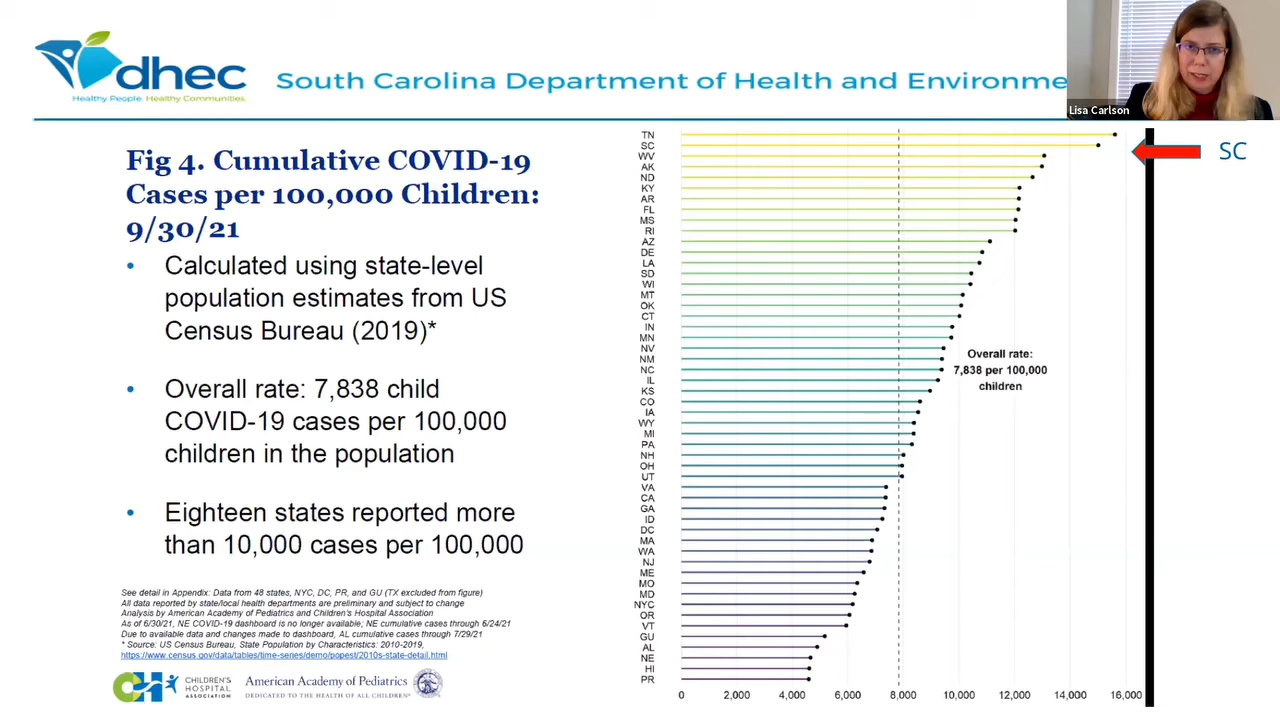 dhec
Healthy People. Healthy Communities.
South Carolina Department of Health and Environme
Lisa Carlson
Fig 4. Cumulative COVID-19
Cases per 100,000 Children:
9/30/21
• Calculated using state-level
population estimates from US
Census Bureau (2019)*
• Overall rate: 7,838 child
COVID-19 cases per 100,000
children in the population
• Eighteen states reported more
than 10,000 cases per 100,000
See detail in Appendix: Data from 48 states, NYC, DC, PR, and GU (TX excluded from figure)
All data reported by state/local health departments are preliminary and subject to change
Analysis by American Academy of Pediatrics and Children's Hospital Association
As of 6/30/21, NE COVID-19 dashboard is no longer available; NE cumulative cases through 6/24/21
Due to available data and changes made to dashboard, AL cumulative cases through 7/29/21
* Source: US Census Bureau, State Population by Characteristics: 2010-2019,
https://www.census.gov/data/tables/time-series/demo/popest/2010s-state-detail.html
CHILDREN'S
HOSPITAL
ASSOCIATION
American Academy of Pediatrics
DEDICATED TO THE HEALTH OF ALL CHILDREN®
TN
SC
WV
AK
ND
KY
AR
FL
MS
RI
AZ
DE
LA
SD
WI
MT
OK
CT
IN
MN
NV
NM
NC
IL
KS
CO
IA
WY
MI
PA
NH
OH
UT
VA
CA
GA
ID
DC
MA
WA
NJ
ME
MO
MD
NYC
OR
VT
GU
AL
NE
HI
PR
0 2,000 4,000 6,000 8,000 10,000 12,000 14,000 16,000
Overall rate:
7,838 per 100,000
children
SC